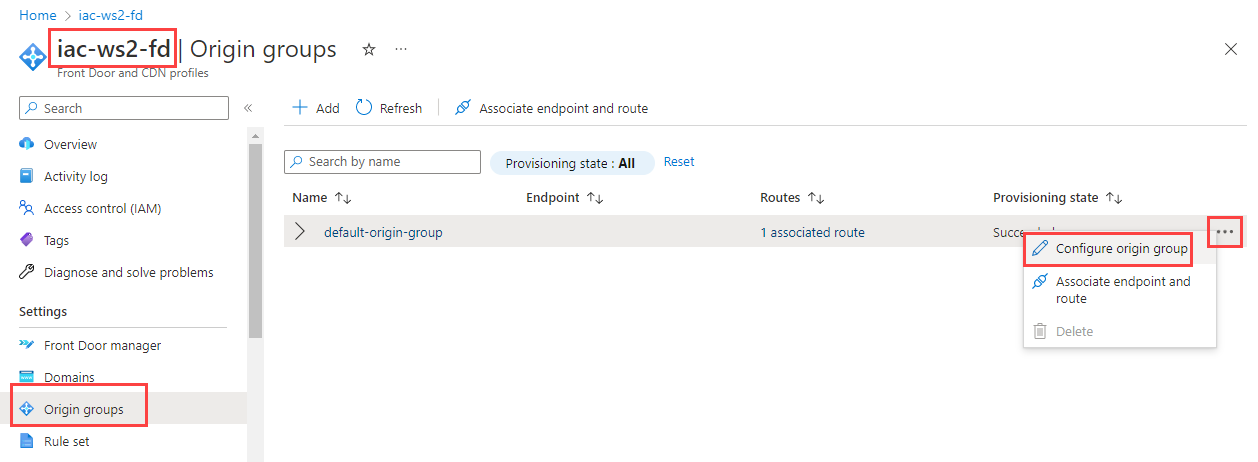 Home > iac-ws2-fd
iac-ws2-fd | Origin groups
Front Door and CDN profiles
Search
Overview
Activity log
Access control (IAM)
Tags
Diagnose and solve problems
Settings
Front Door manager
Domains
Origin groups
Rule set
Add Refresh Associate endpoint and route
Search by name Provisioning state : All Reset
Name Endpoint Routes Provisioning state
default-origin-group 1 associated route
Configure origin group
Associate endpoint and
route
Delete